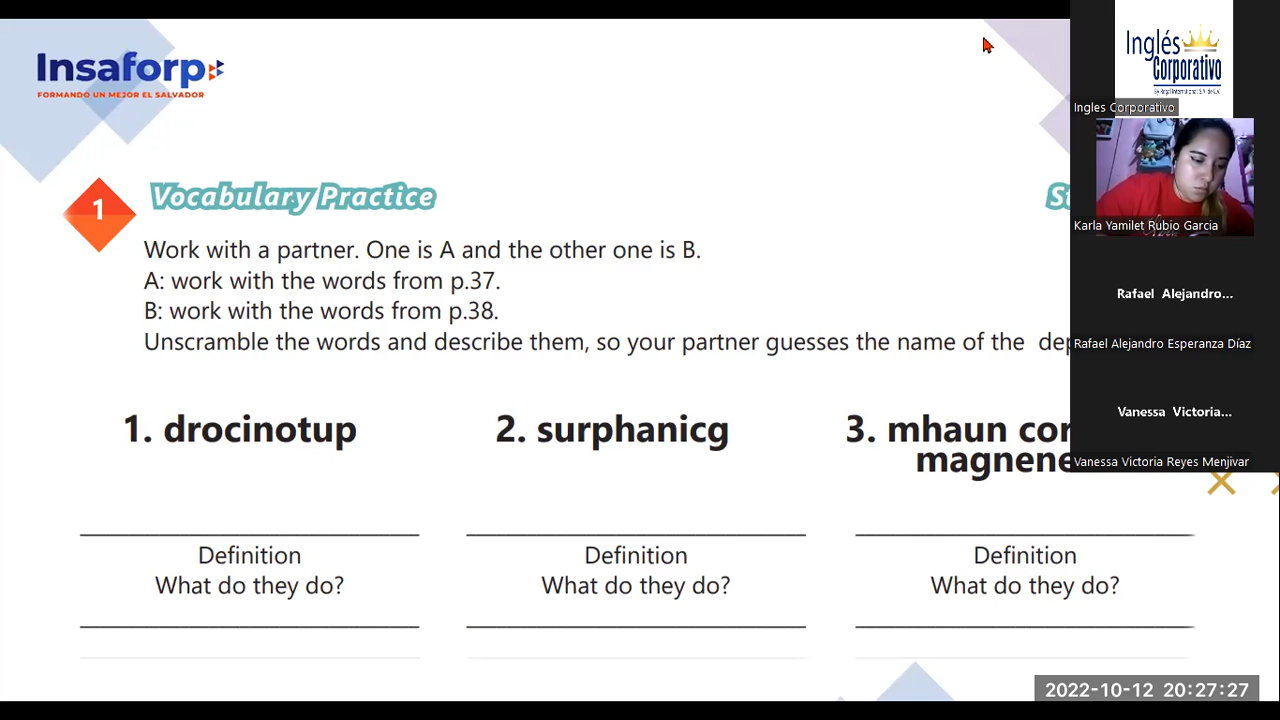 Insaforp
FORMANDO UN MEJOR EL SALVADOR
1
Vocabulary Practice
Work with a partner. One is A and the other one is B.
A: work with the words from p.37.
B: work with the words from p.38.
Unscramble the words and describe them, so your partner guesses the name of the
1. drocinotup
2. surphanicg
3. mhaun
Definition
What do they do?
Definition
What do they do?
Definition
What do they do?
Inglés
Corporativo
Ingles Corporativo
Karla Yamilet Rubio Garcia
Rafael Alejandro...
Rafael Alejandro Esperanza Díaz
Vanessa Victoria...
Vanessa Victoria Reyes Menjivar
2022-10-12 20:27:27